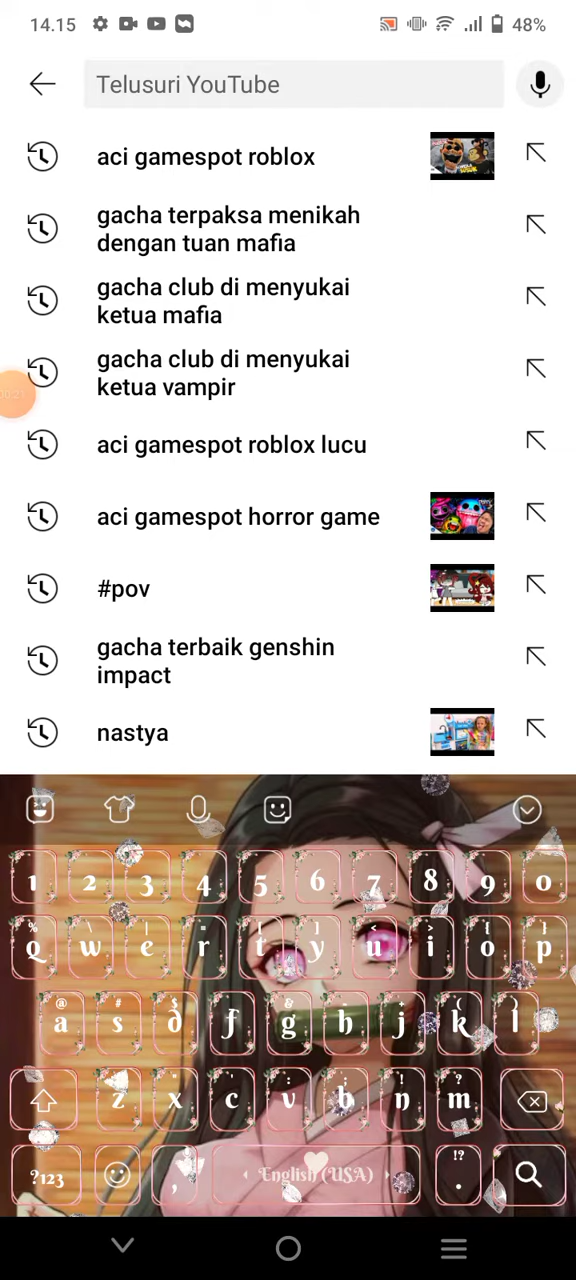 14.15 48%
Telusuri YouTube
aci gamespot roblox
gacha terpaksa menikah
dengan tuan mafia
gacha club di menyukai
ketua mafia
gacha club di menyukai
ketua vampir
aci gamespot roblox lucu
aci gamespot horror game
#pov
gacha terbaik genshin
impact
nastya
1 2 3 4 5 6 7 8 9 0
% \ | = [ ] < > { }
Q w e r t y u i o p
@ # $ & - + ( )
a s d f g h j k l
* " ' : ; ! ?
z x c v b n m
!?
?123 , English (USA) .